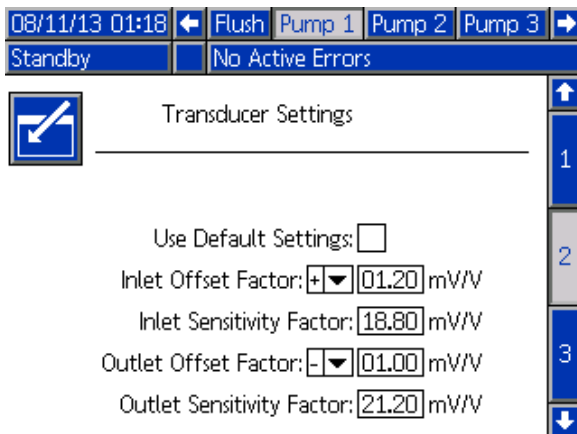 08/11/13 01:18 Flush Pump 1 Pump 2 Pump 3
Standby No Active Errors
Transducer Settings
1
Use Default Settings:
2
Inlet Offset Factor: + 01.20 mV/V
Inlet Sensitivity Factor: 18.80 mV/V
3
Outlet Offset Factor: - 01.00 mV/V
Outlet Sensitivity Factor: 21.20 mV/V